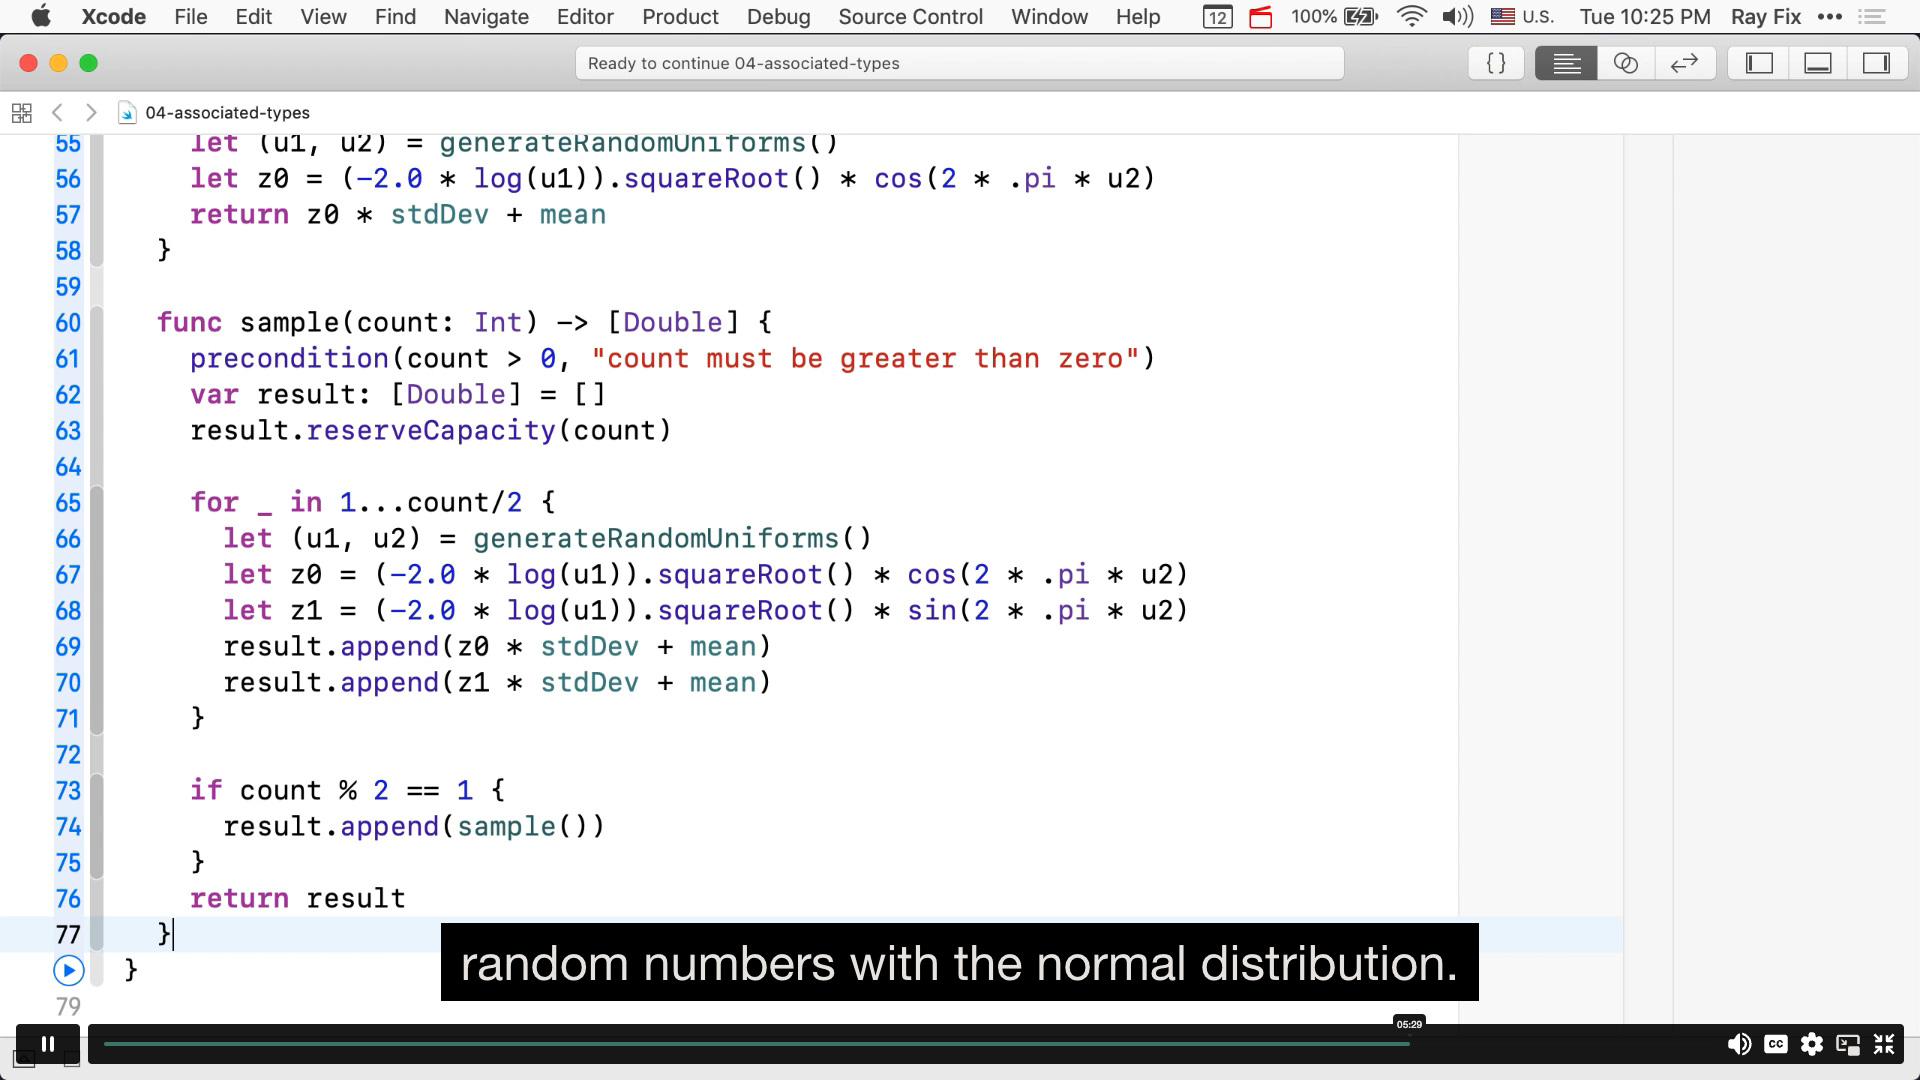 Xcode File Edit View Find Navigate Editor Product Debug Source Control Window Help 12 100% U.S. Tue 10:25 PM Ray Fix
Ready to continue 04-associated-types {}
04-associated-types
55 let (u1, u2) = generateRandomUniforms()
56 let z0 = (-2.0 * log(u1)).squareRoot() * cos(2 * .pi * u2)
57 return z0 * stdDev + mean
58 }
59
60 func sample(count: Int) -> [Double] {
61 precondition(count > 0, "count must be greater than zero")
62 var result: [Double] = []
63 result.reserveCapacity(count)
64
65 for _ in 1...count/2 {
66 let (u1, u2) = generateRandomUniforms()
67 let z0 = (-2.0 * log(u1)).squareRoot() * cos(2 * .pi * u2)
68 let z1 = (-2.0 * log(u1)).squareRoot() * sin(2 * .pi * u2)
69 result.append(z0 * stdDev + mean)
70 result.append(z1 * stdDev + mean)
71 }
72
73 if count % 2 == 1 {
74 result.append(sample())
75 }
76 return result
77 }
}
79
random numbers with the normal distribution.
05:29
CC